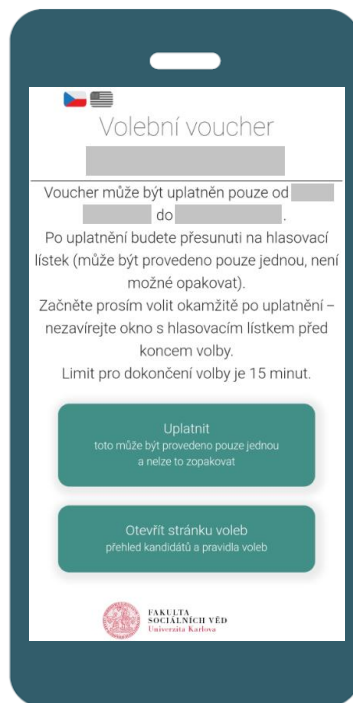 Volební voucher
Voucher může být uplatněn pouze od
do .
Po uplatnění budete přesunuti na hlasovací
lístek (může být provedeno pouze jednou, není
možné opakovat).
Začněte prosím volit okamžitě po uplatnění –
nezavírejte okno s hlasovacím lístkem před
koncem volby.
Limit pro dokončení volby je 15 minut.
Uplatnit
toto může být provedeno pouze jednou
a nelze to zopakovat
Otevřít stránku voleb
přehled kandidátů a pravidla voleb
FAKULTA
SOCIÁLNÍCH VĚD
Univerzita Karlova